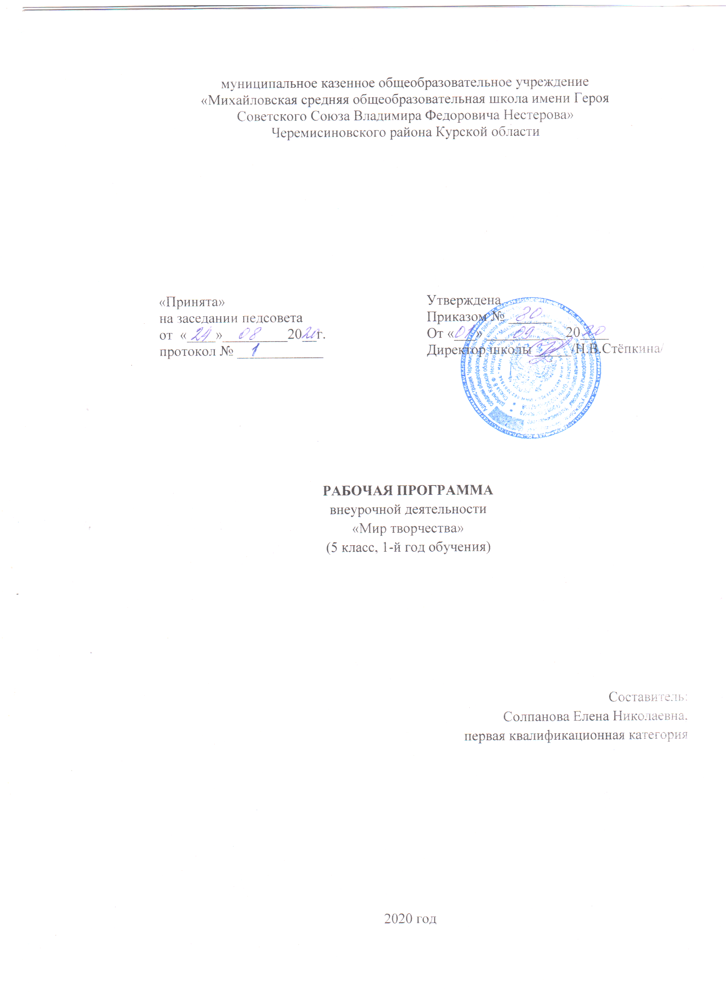 муниципальное казенное общеобразовательное учреждение
«Михайловская средняя общеобразовательная школа имени Героя
Советского Союза Владимира Федоровича Нестерова»
Черемисиновского района Курской области
«Принята»
на заседании педсовета
от «24» 08 2020г.
протокол № 1
Утверждена
Приказом № 80
От «01» 09 2020
Директор школы /Н.В.Стёпкина/
РАБОЧАЯ ПРОГРАММА
внеурочной деятельности
«Мир творчества»
(5 класс, 1-й год обучения)
Составитель:
Солпанова Елена Николаевна.
первая квалификационная категория
2020 год